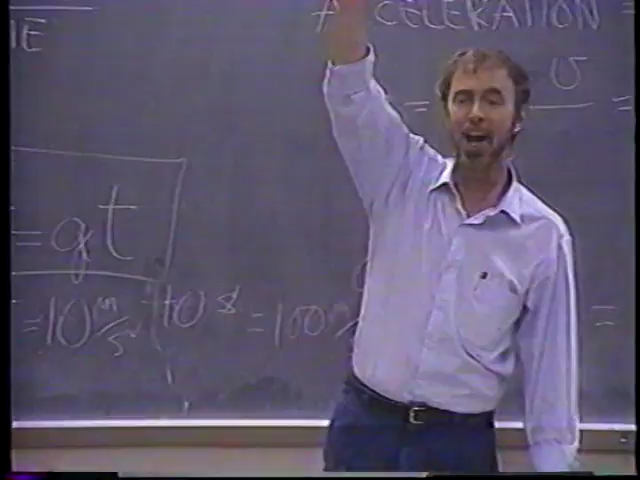 ACCELERATION =
IE
= v =
= gt
= 10 m/s² 10 s = 100 m/
=